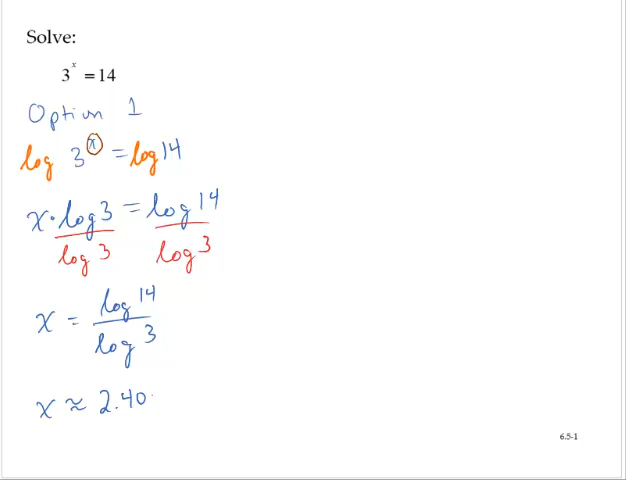 Solve:
3^x = 14
Option 1
log 3^x = log 14
x · log 3 / log 3 = log 14 / log 3
x = log 14 / log 3
x ≈ 2.40
6.5-1